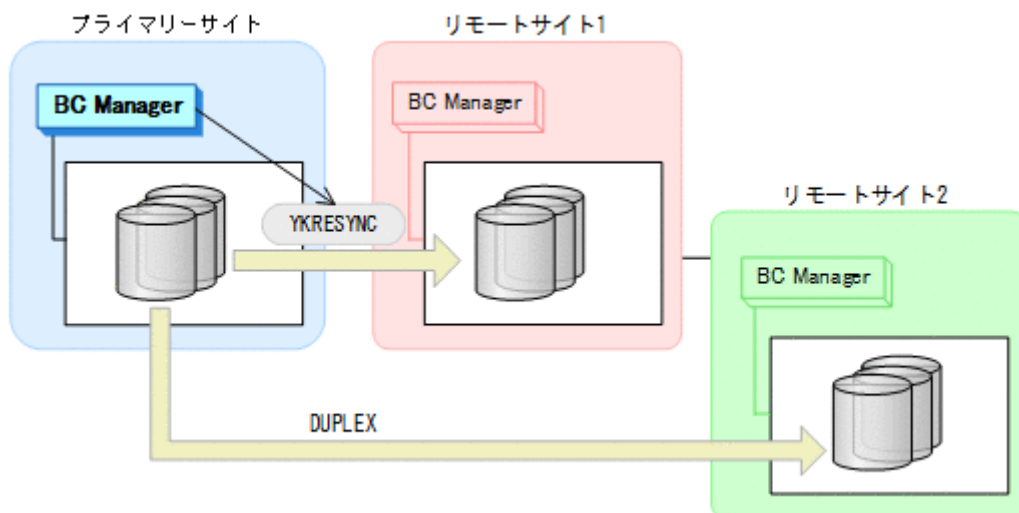 プライマリーサイト
リモートサイト1
BC Manager
BC Manager
リモートサイト2
YKRESYNC
BC Manager
DUPLEX